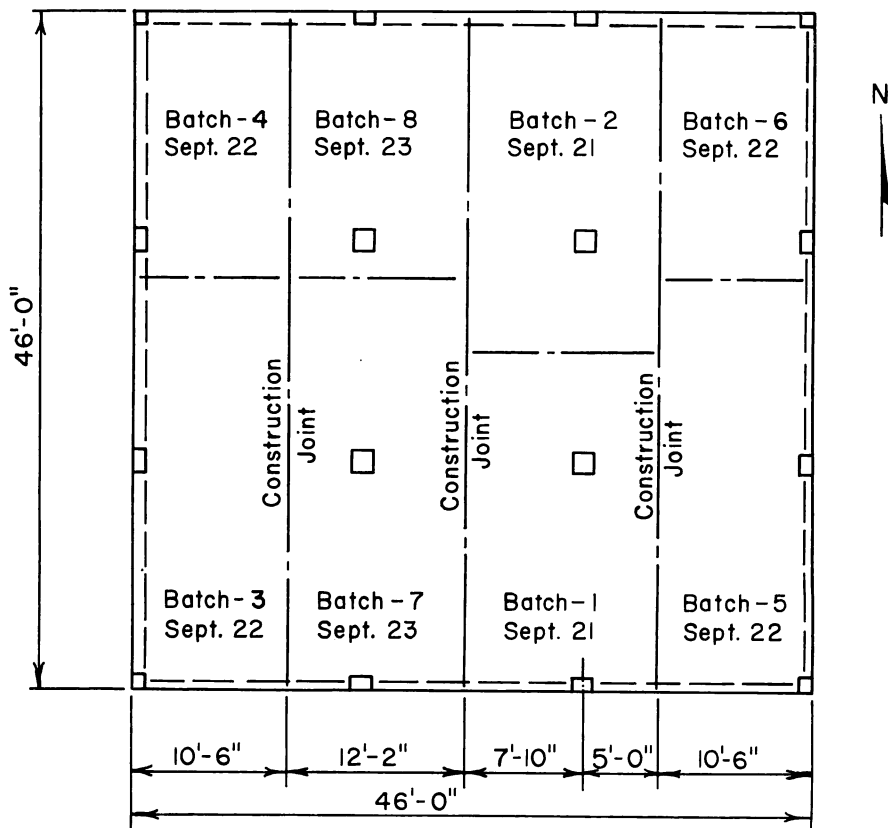 N
Batch-4
Sept. 22
Batch-8
Sept. 23
Batch-2
Sept. 21
Batch-6
Sept. 22
46'-0"
Construction
Joint
Construction
Joint
Construction
Joint
Batch-3
Sept. 22
Batch-7
Sept. 23
Batch-1
Sept. 21
Batch-5
Sept. 22
10'-6"
12'-2"
7'-10"
5'-0"
10'-6"
46'-0"